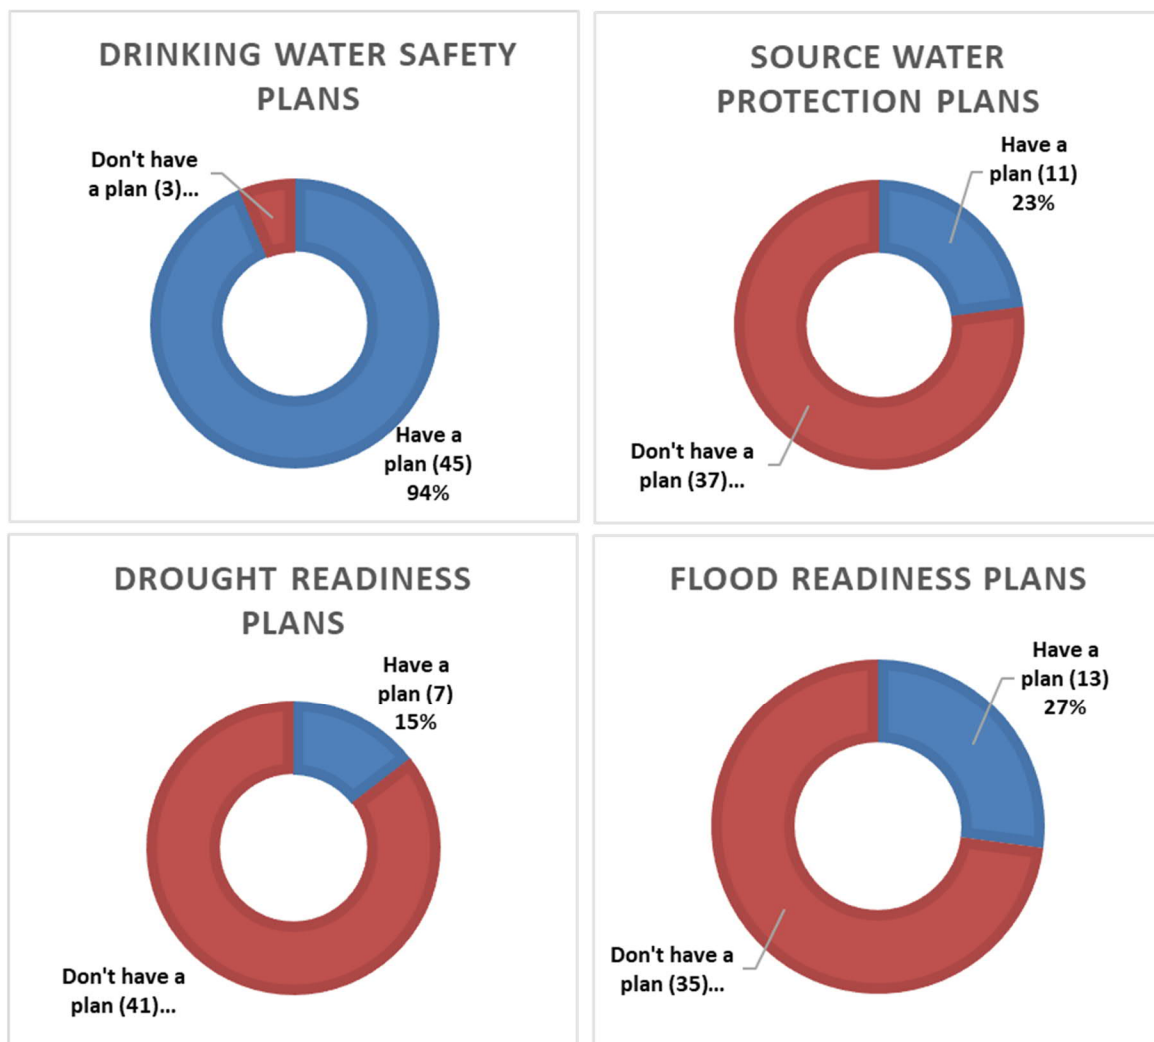 DRINKING WATER SAFETY
PLANS
Don't have
a plan (3)...
Have a
plan (45)
94%
SOURCE WATER
PROTECTION PLANS
Have a
plan (11)
23%
Don't have a
plan (37)...
DROUGHT READINESS
PLANS
Have a
plan (7)
15%
Don't have a
plan (41)...
FLOOD READINESS PLANS
Have a
plan (13)
27%
Don't have a
plan (35)...